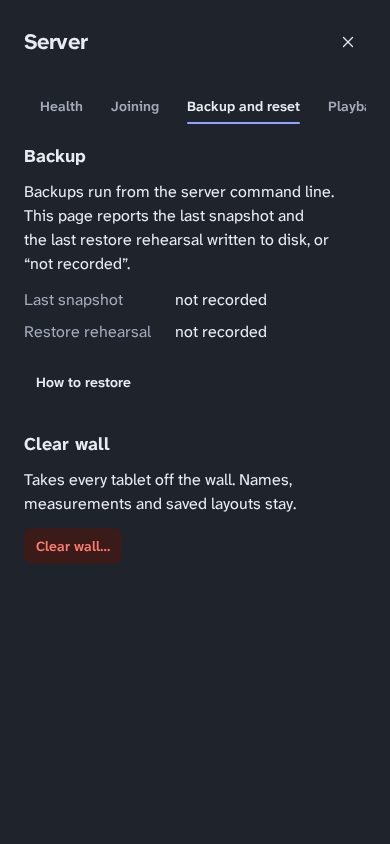 Server
Health Joining Backup and reset Playba
Backup
Backups run from the server command line.
This page reports the last snapshot and
the last restore rehearsal written to disk, or
“not recorded”.
Last snapshot not recorded
Restore rehearsal not recorded
How to restore
Clear wall
Takes every tablet off the wall. Names,
measurements and saved layouts stay.
Clear wall...